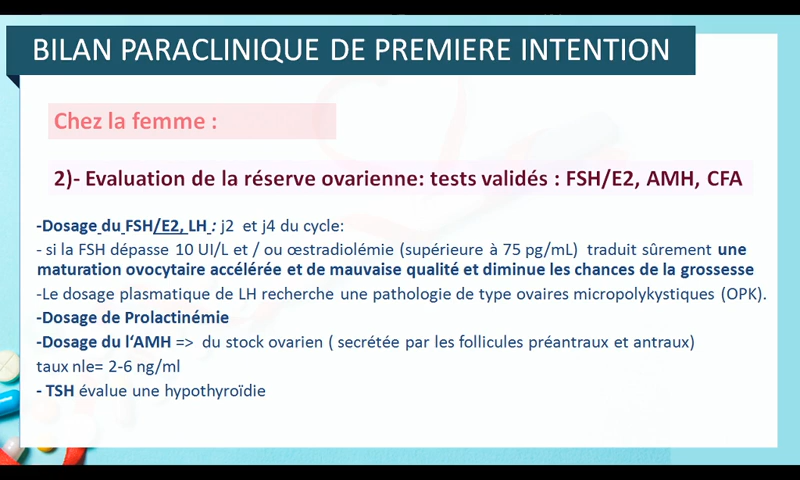 BILAN PARACLINIQUE DE PREMIERE INTENTION
Chez la femme :
2)- Evaluation de la réserve ovarienne: tests validés : FSH/E2, AMH, CFA
-Dosage du FSH/E2, LH : j2 et j4 du cycle:
- si la FSH dépasse 10 UI/L et / ou œstradiolémie (supérieure à 75 pg/mL) traduit sûrement une
maturation ovocytaire accélérée et de mauvaise qualité et diminue les chances de la grossesse
-Le dosage plasmatique de LH recherche une pathologie de type ovaires micropolykystiques (OPK).
-Dosage de Prolactinémie
-Dosage du l‘AMH => du stock ovarien ( secrétée par les follicules préantraux et antraux)
taux nle= 2-6 ng/ml
- TSH évalue une hypothyroïdie